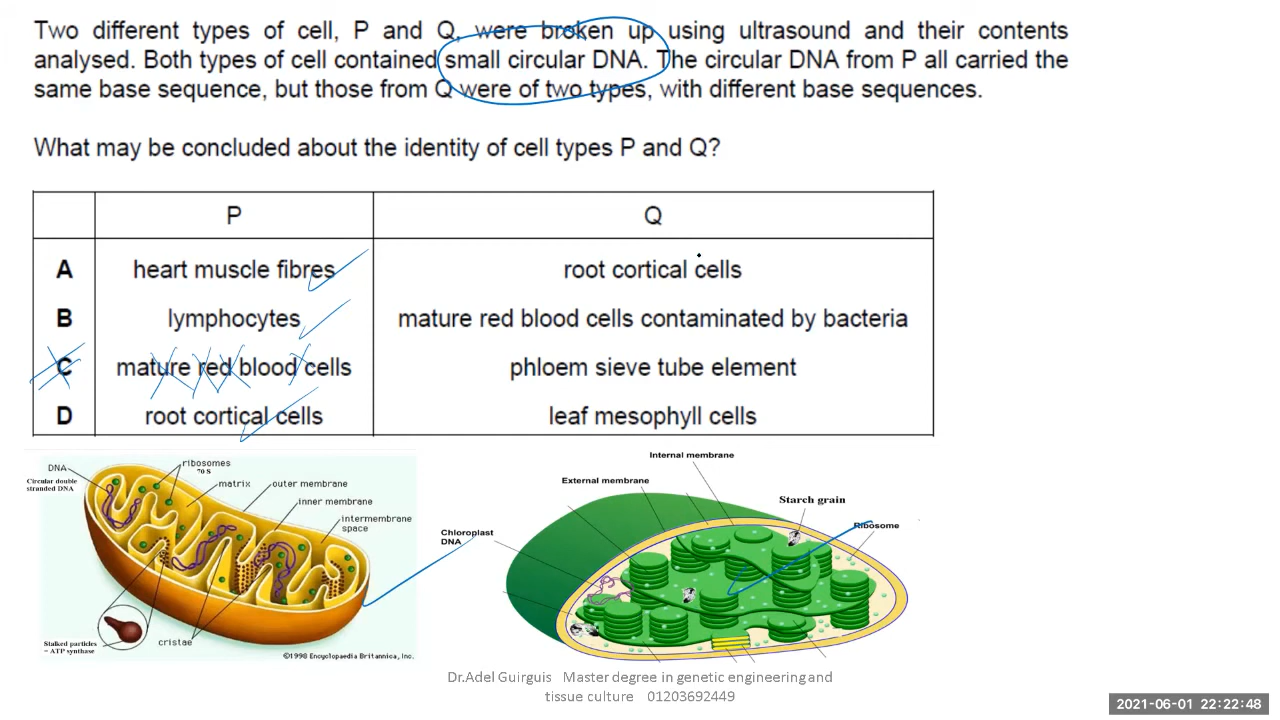 Two different types of cell, P and Q, were broken up using ultrasound and their contents
analysed. Both types of cell contained small circular DNA. The circular DNA from P all carried the
same base sequence, but those from Q were of two types, with different base sequences.
What may be concluded about the identity of cell types P and Q?
P Q
A heart muscle fibres root cortical cells
B lymphocytes mature red blood cells contaminated by bacteria
C mature red blood cells phloem sieve tube element
D root cortical cells leaf mesophyll cells
DNA
Circular double
stranded DNA
ribosomes
70 S
matrix
outer membrane
inner membrane
intermembrane
space
Stalked particles
= ATP synthase
cristae
©1998 Encyclopaedia Britannica, Inc.
Internal membrane
External membrane
Starch grain
Chloroplast
DNA
Ribosome
Dr.Adel Guirguis Master degree in genetic engineering and
tissue culture 01203692449
2021-06-01 22:22:48